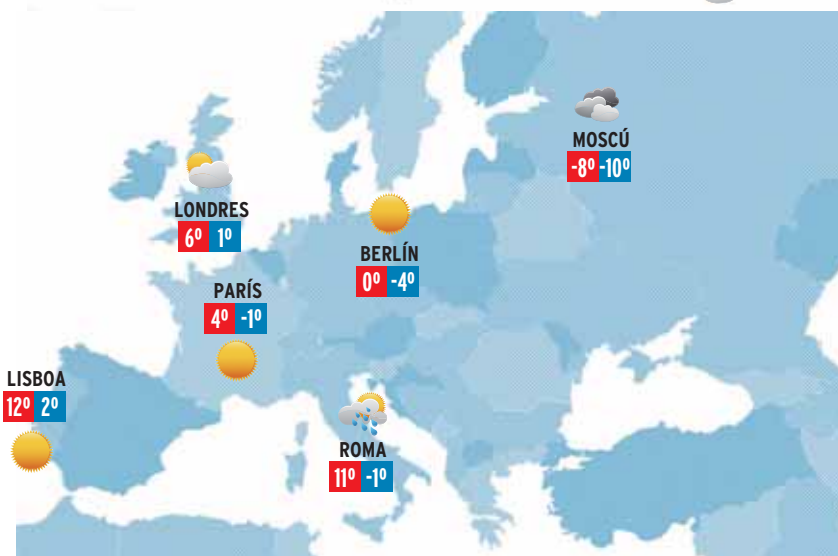 MOSCÚ
-8º -10º
LONDRES
6º 1º
BERLÍN
0º -4º
PARÍS
4º -1º
LISBOA
12º 2º
ROMA
11º -1º